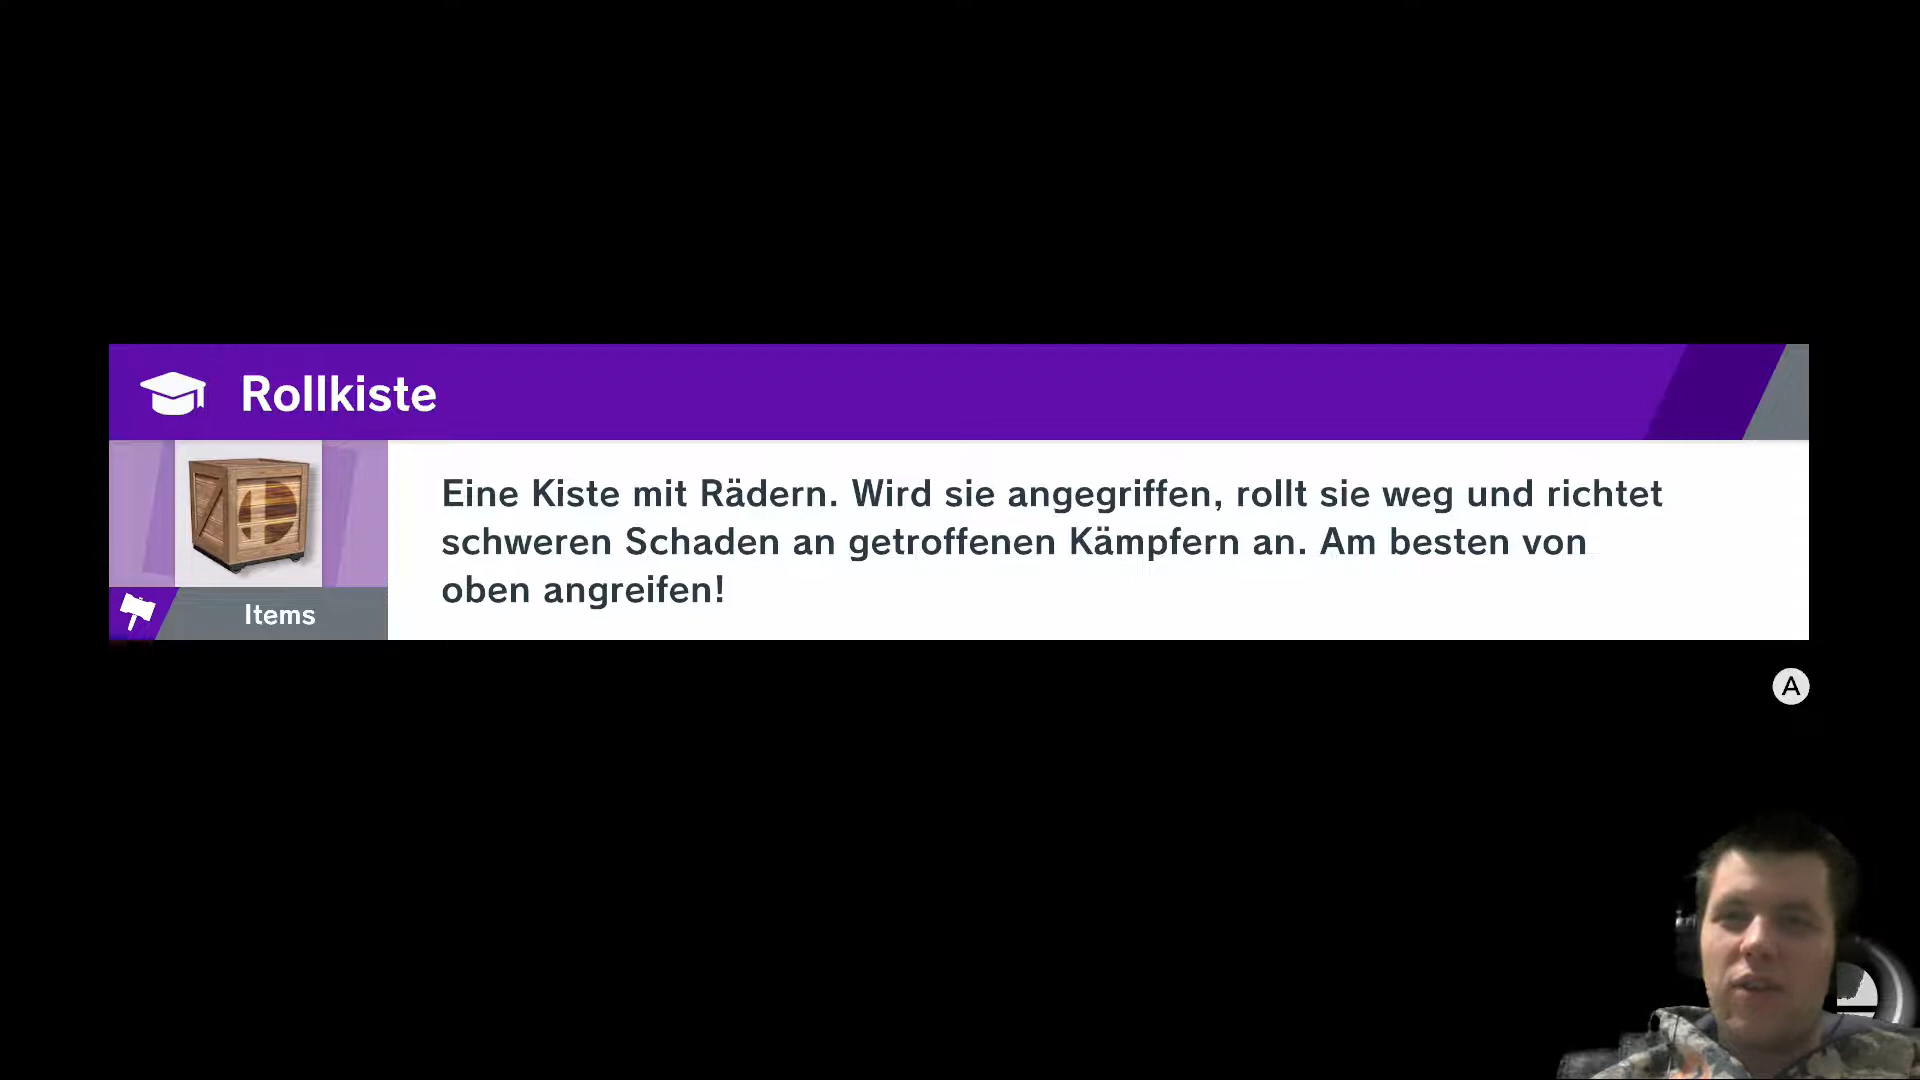 Rollkiste
Eine Kiste mit Rädern. Wird sie angegriffen, rollt sie weg und richtet
schweren Schaden an getroffenen Kämpfern an. Am besten von
oben angreifen!
Items
A